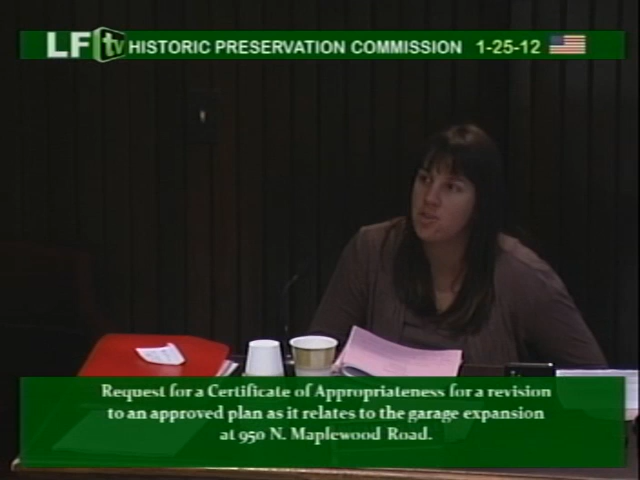 LFtv HISTORIC PRESERVATION COMMISSION 1-25-12
Request for a Certificate of Appropriateness for a revision
to an approved plan as it relates to the garage expansion
at 950 N. Maplewood Road.